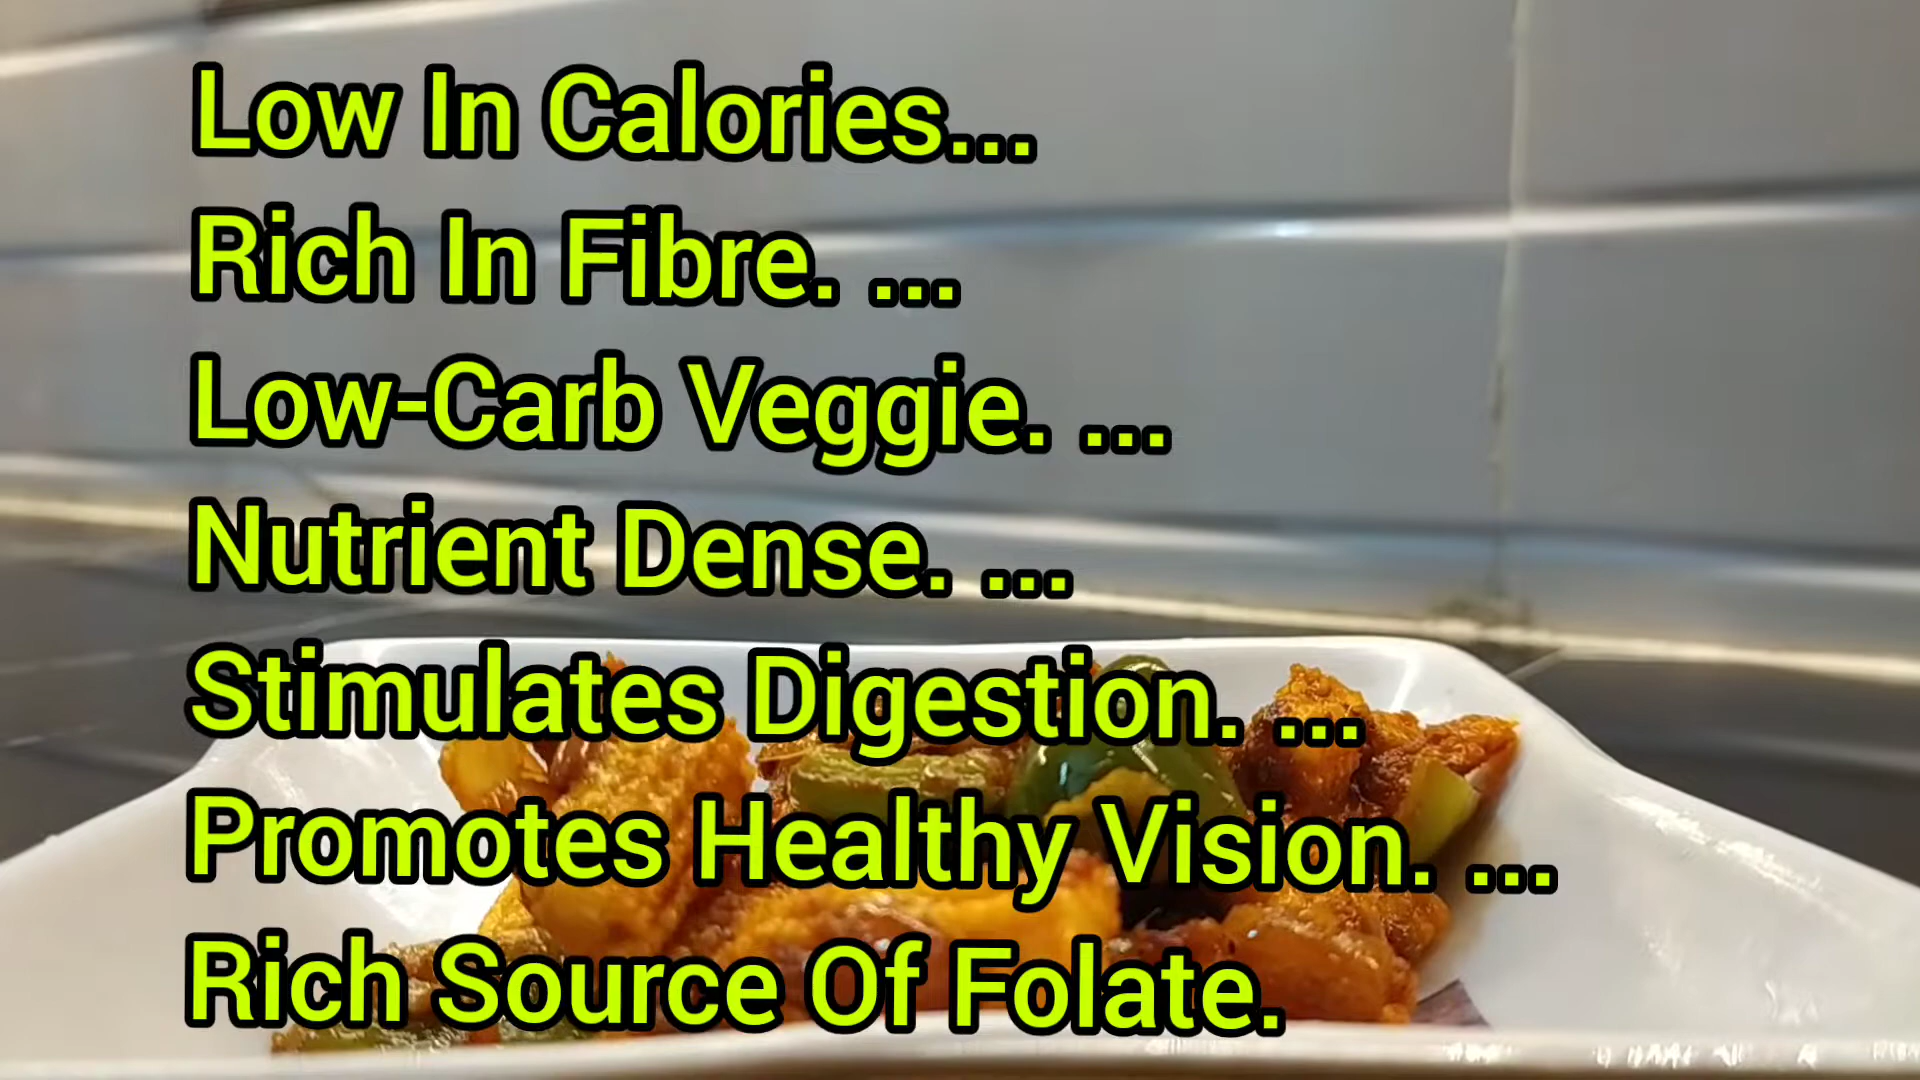 Low In Calories...
Rich In Fibre. ...
Low-Carb Veggie. ...
Nutrient Dense. ...
Stimulates Digestion. ...
Promotes Healthy Vision. ...
Rich Source Of Folate.